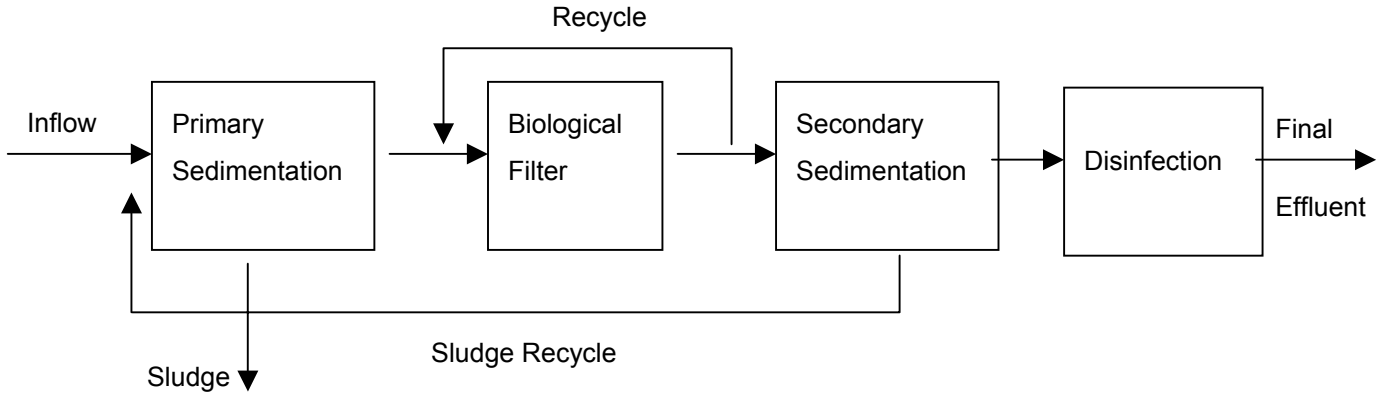 Recycle
Inflow
Primary
Sedimentation
Biological
Filter
Secondary
Sedimentation
Disinfection
Final
Effluent
Sludge Recycle
Sludge